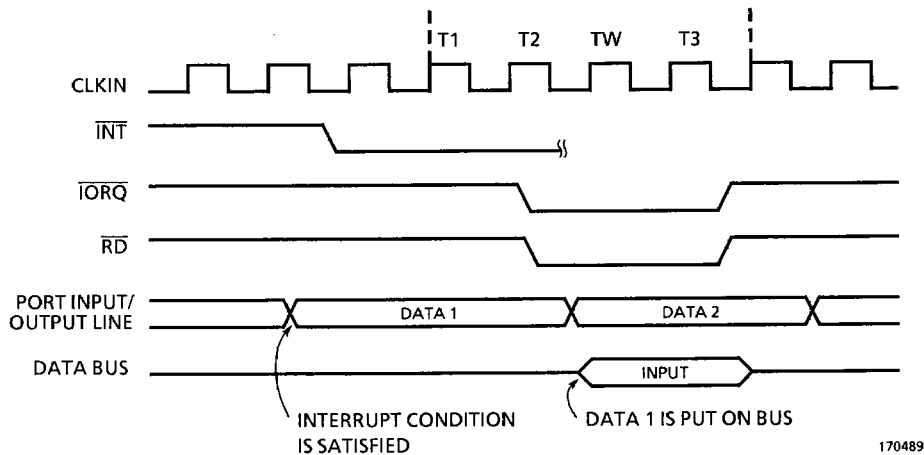 T1 T2 TW T3
CLKIN
INT
IORQ
RD
PORT INPUT/
OUTPUT LINE
DATA 1
DATA 2
DATA BUS
INPUT
INTERRUPT CONDITION
IS SATISFIED
DATA 1 IS PUT ON BUS
170489